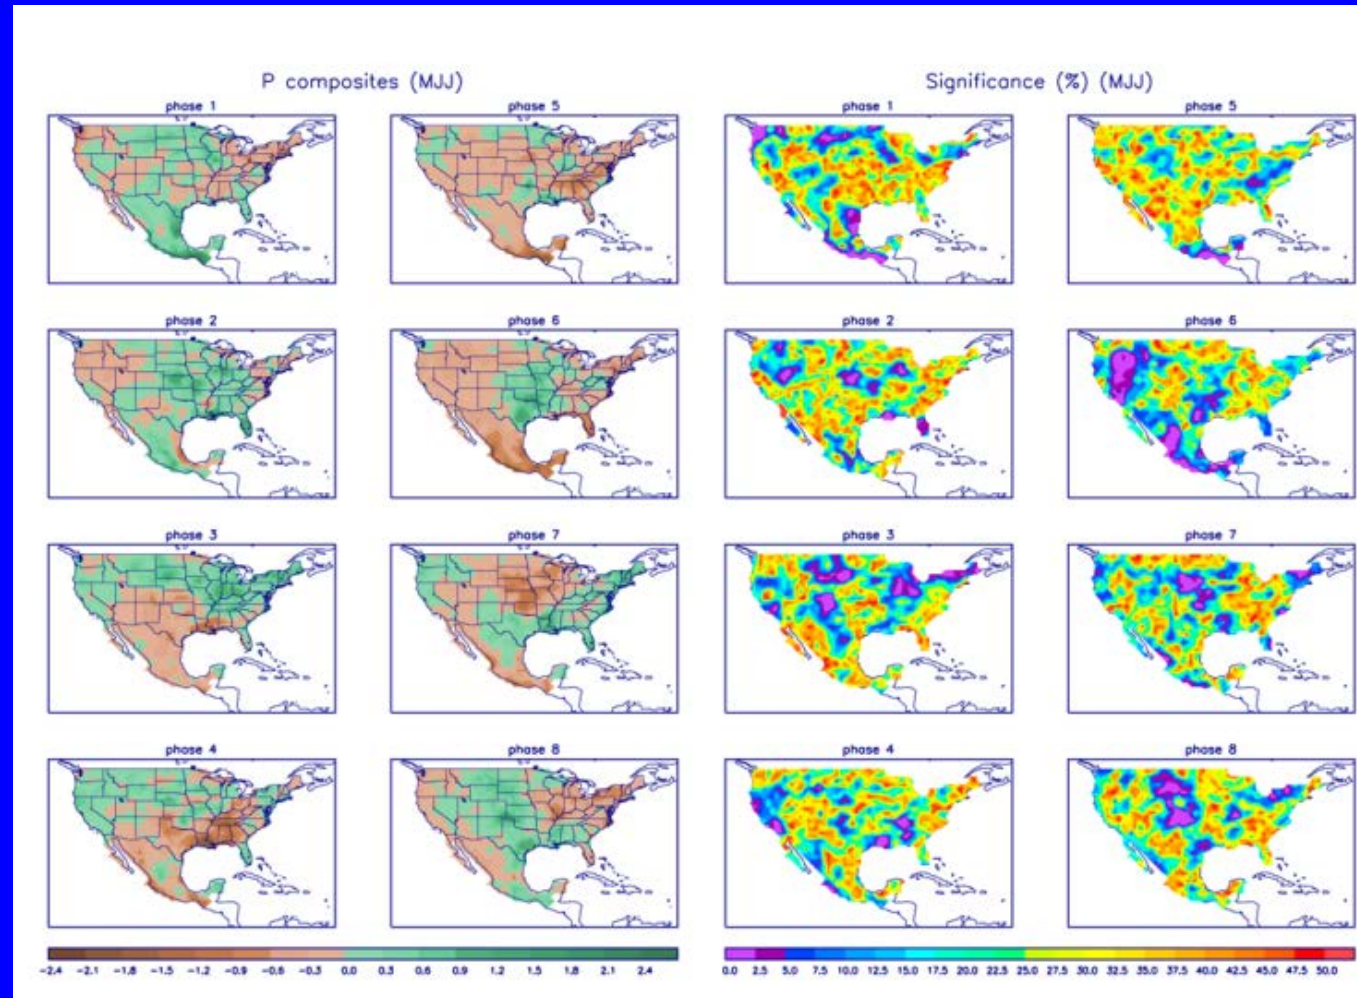 P composites (MJJ)
Significance (%) (MJJ)
phase 1
phase 5
phase 1
phase 5
phase 2
phase 6
phase 2
phase 6
phase 3
phase 7
phase 3
phase 7
phase 4
phase 8
phase 4
phase 8
-2.4 -2.1 -1.8 -1.5 -1.2 -0.9 -0.6 -0.3 0.0 0.3 0.6 0.9 1.2 1.5 1.8 2.1 2.4
0.0 2.5 5.0 7.5 10.0 12.5 15.0 17.5 20.0 22.5 25.0 27.5 30.0 32.5 35.0 37.5 40.0 42.5 45.0 47.5 50.0